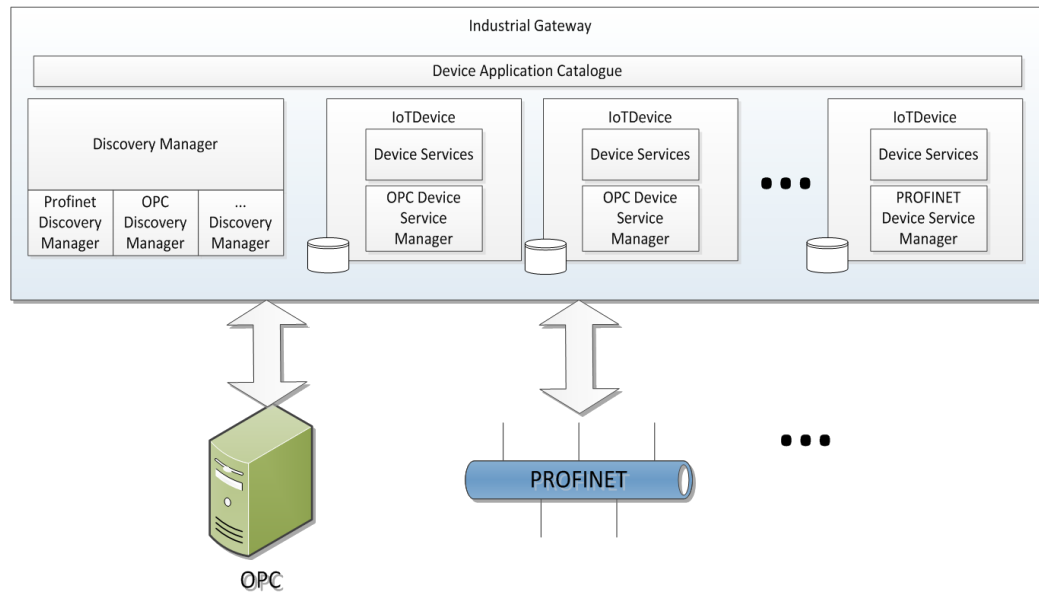 Industrial Gateway
Device Application Catalogue
Discovery Manager
Profinet
Discovery
Manager
OPC
Discovery
Manager
...
Discovery
Manager
IoTDevice
Device Services
OPC Device
Service
Manager
IoTDevice
Device Services
OPC Device
Service
Manager
...
IoTDevice
Device Services
PROFINET
Device Service
Manager
OPC
PROFINET
...